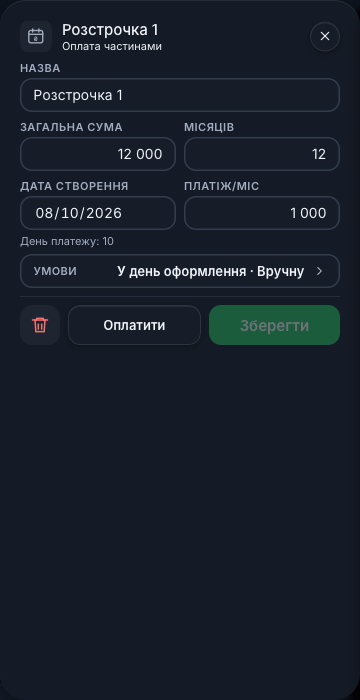 Розстрочка 1
Оплата частинами
НАЗВА
Розстрочка 1
ЗАГАЛЬНА СУМА МІСЯЦІВ
12 000 12
ДАТА СТВОРЕННЯ ПЛАТІЖ/МІС
08/10/2026 1 000
День платежу: 10
УМОВИ У день оформлення · Вручну
Оплатити Зберегти